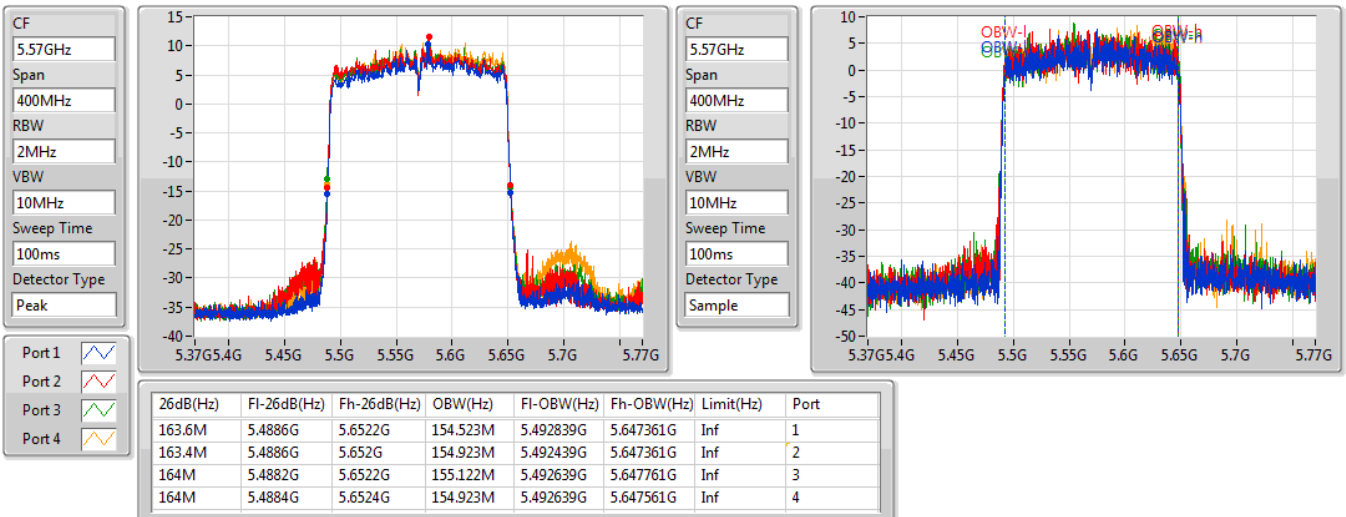 CF
5.57GHz
Span
400MHz
RBW
2MHz
VBW
10MHz
Sweep Time
100ms
Detector Type
Peak
15
10
5
0
-5
-10
-15
-20
-25
-30
-35
-40
5.37G 5.4G 5.45G 5.5G 5.55G 5.6G 5.65G 5.7G 5.77G
CF
5.57GHz
Span
400MHz
RBW
2MHz
VBW
10MHz
Sweep Time
100ms
Detector Type
Sample
10
5
0
-5
-10
-15
-20
-25
-30
-35
-40
-45
-50
OBW-l
5.37G 5.4G 5.45G 5.5G 5.55G 5.6G 5.65G 5.7G 5.77G
Port 1
Port 2
Port 3
Port 4
26dB(Hz) Fl-26dB(Hz) Fh-26dB(Hz) OBW(Hz) Fl-OBW(Hz) Fh-OBW(Hz) Limit(Hz) Port
163.6M 5.4886G 5.6522G 154.523M 5.492839G 5.647361G Inf 1
163.4M 5.4886G 5.652G 154.923M 5.492439G 5.647361G Inf 2
164M 5.4882G 5.6522G 155.122M 5.492639G 5.647761G Inf 3
164M 5.4884G 5.6524G 154.923M 5.492639G 5.647561G Inf 4